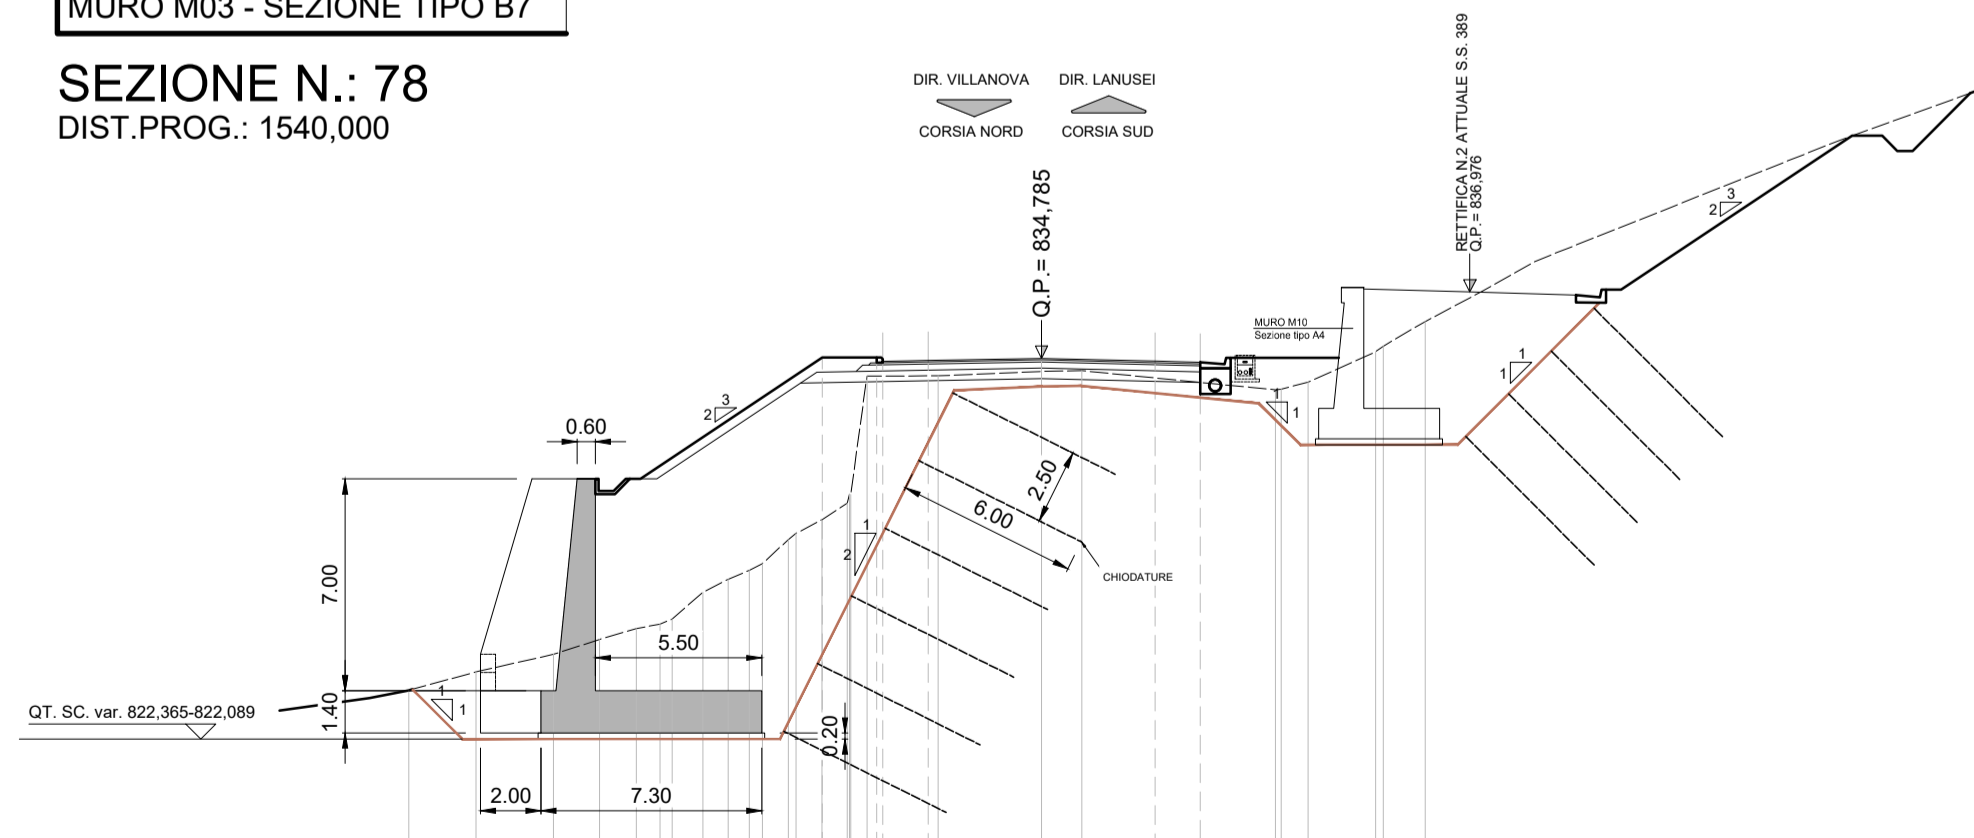 MURO M03 - SEZIONE TIPO B7
SEZIONE N.: 78
DIST.PROG.: 1540,000
DIR. VILLANOVA
DIR. LANUSEI
CORSIA NORD
CORSIA SUD
Q.P.= 834,785
RETTIFICA N.2 ATTUALE S.S. 389
Q.P.= 836,976
MURO M10
Sezione tipo A4
3
2
3
2
1
1
1
1
0.60
2.50
6.00
1
2
CHIODATURE
7.00
5.50
1
1
1.40
QT. SC. var. 822,365-822,089
0.20
2.00
7.30